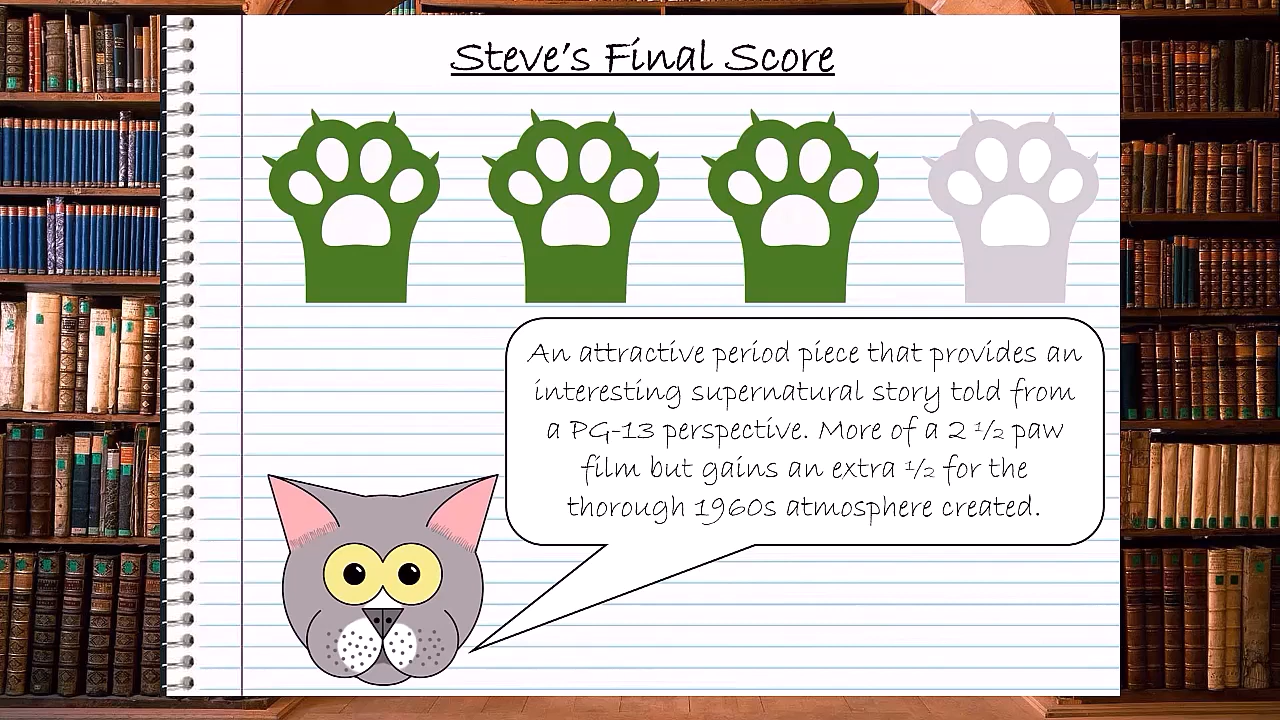 Steve's Final Score
An attractive period piece that provides an
interesting supernatural story told from
a PG-13 perspective. More of a 2 ½ paw
film but gains an extra ½ for the
thorough 1960s atmosphere created.